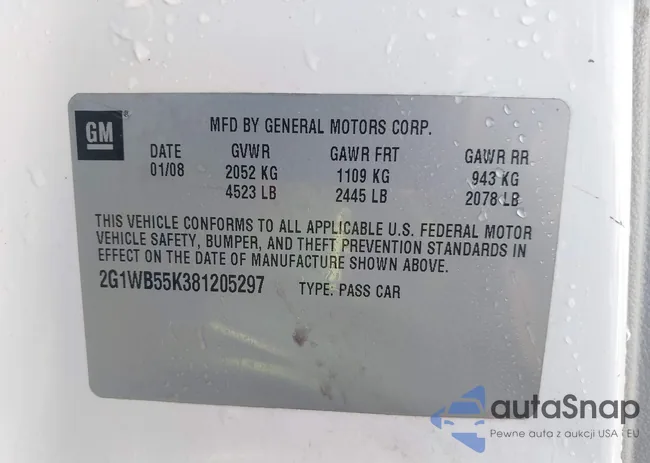 GM
MFD BY GENERAL MOTORS CORP.
DATE GVWR GAWR FRT GAWR RR
01/08 2052 KG 1109 KG 943 KG
4523 LB 2445 LB 2078 LB
THIS VEHICLE CONFORMS TO ALL APPLICABLE U.S. FEDERAL MOTOR
VEHICLE SAFETY, BUMPER, AND THEFT PREVENTION STANDARDS IN
EFFECT ON THE DATE OF MANUFACTURE SHOWN ABOVE.
2G1WB55K381205297 TYPE: PASS CAR
autoSnap
Pewne auta z aukcji USA i EU